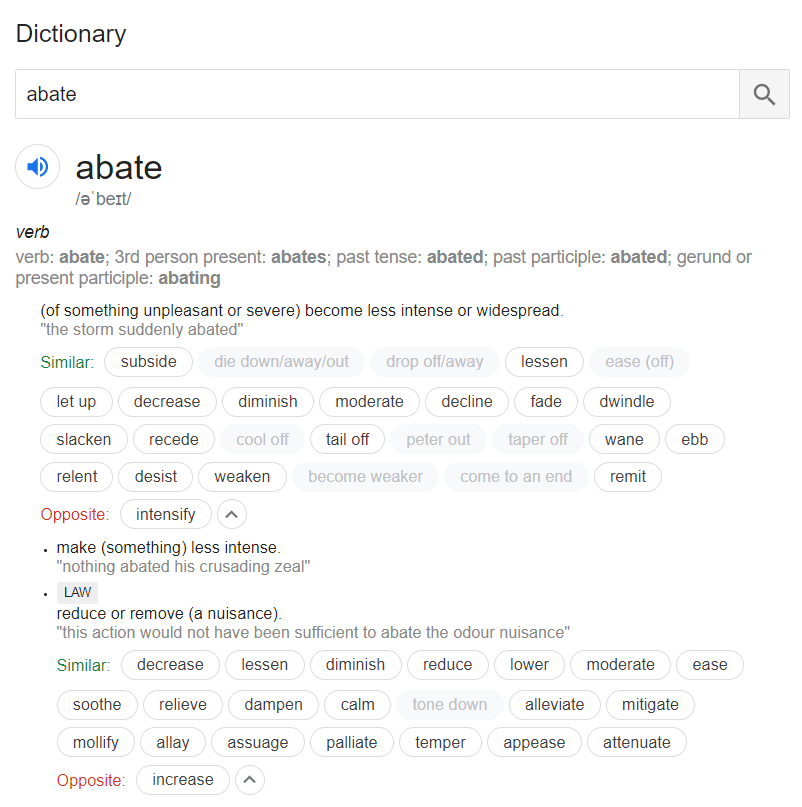 Dictionary
abate
abate
/əˈbeɪt/
verb
verb: abate; 3rd person present: abates; past tense: abated; past participle: abated; gerund or
present participle: abating
(of something unpleasant or severe) become less intense or widespread.
"the storm suddenly abated"
Similar: subside die down/away/out drop off/away lessen ease (off)
let up decrease diminish moderate decline fade dwindle
slacken recede cool off tail off peter out taper off wane ebb
relent desist weaken become weaker come to an end remit
Opposite: intensify
• make (something) less intense.
"nothing abated his crusading zeal"
• LAW
reduce or remove (a nuisance).
"this action would not have been sufficient to abate the odour nuisance"
Similar: decrease lessen diminish reduce lower moderate ease
soothe relieve dampen calm tone down alleviate mitigate
mollify allay assuage palliate temper appease attenuate
Opposite: increase